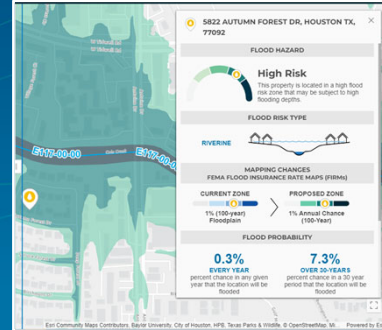 5822 AUTUMN FOREST DR, HOUSTON TX,
77092
FLOOD HAZARD
High Risk
This property is located in a high flood
risk zone that may be subject to high
flooding depths.
FLOOD RISK TYPE
RIVERINE
MAPPING CHANGES
FEMA FLOOD INSURANCE RATE MAPS (FIRMs)
CURRENT ZONE
1% (100-year)
Floodplain
PROPOSED ZONE
1% Annual Chance
(100-Year)
FLOOD PROBABILITY
0.3%
EVERY YEAR
percent chance in any given
year that the location will be
flooded
7.3%
OVER 30-YEARS
percent chance in a 30 year
period that the location will be
flooded
E117-00-00
E117-00-00
Esri Community Maps Contributors, Baylor University, City of Houston, HPB, Texas Parks & Wildlife, © OpenStreetMap, Mi...
Powered by Es